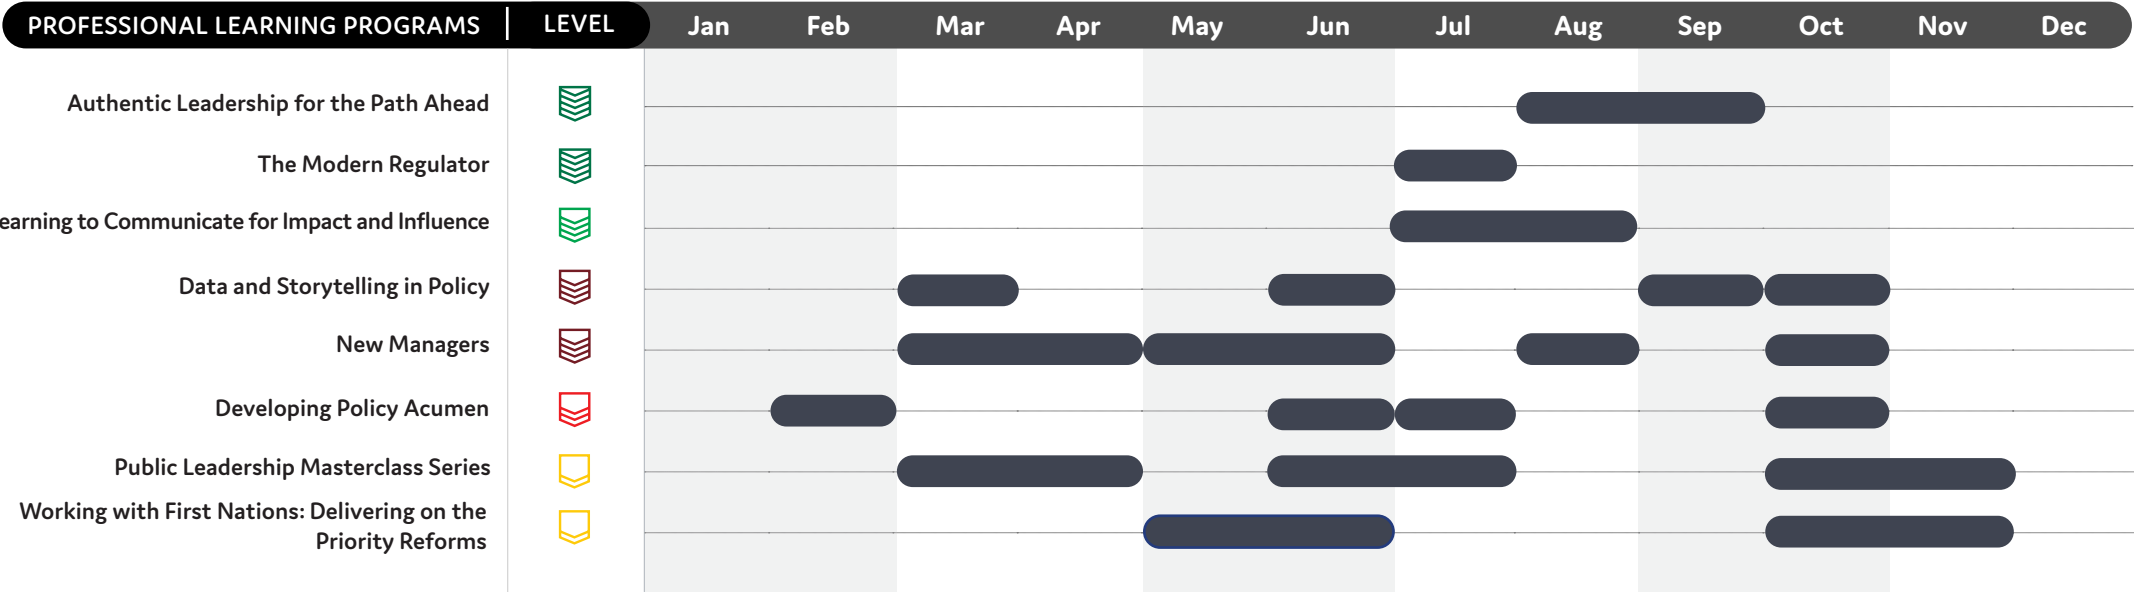 PROFESSIONAL LEARNING PROGRAMS LEVEL Jan Feb Mar Apr May Jun Jul Aug Sep Oct Nov Dec
Authentic Leadership for the Path Ahead
The Modern Regulator
earning to Communicate for Impact and Influence
Data and Storytelling in Policy
New Managers
Developing Policy Acumen
Public Leadership Masterclass Series
Working with First Nations: Delivering on the
Priority Reforms